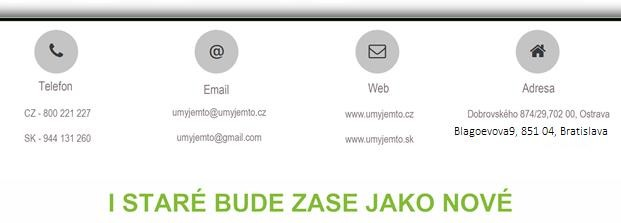 Telefon
CZ - 800 221 227
SK - 944 131 260
@
Email
umyjemto@umyjemto.cz
umyjemto@gmail.com
Web
www.umyjemto.cz
www.umyjemto.sk
Adresa
Dobrovského 874/29,702 00, Ostrava
Blagoevova9, 851 04, Bratislava
I STARÉ BUDE ZASE JAKO NOVÉ